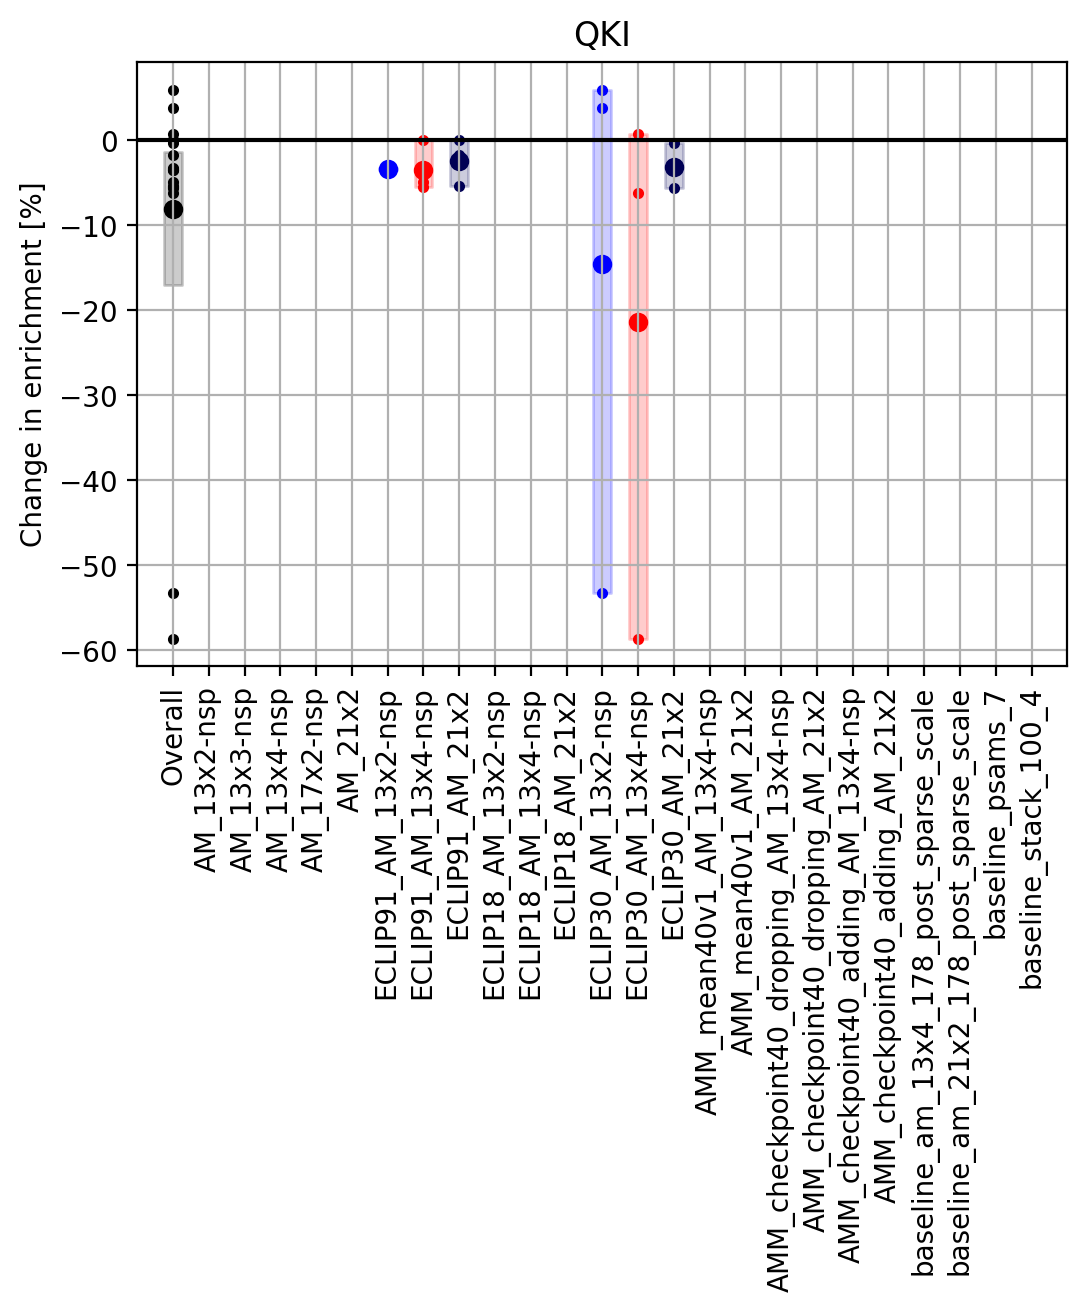 QKI
Change in enrichment [%]
0
−10
−20
−30
−40
−50
−60
Overall
AM_13x2-nsp
AM_13x3-nsp
AM_13x4-nsp
AM_17x2-nsp
AM_21x2
ECLIP91_AM_13x2-nsp
ECLIP91_AM_13x4-nsp
ECLIP91_AM_21x2
ECLIP18_AM_13x2-nsp
ECLIP18_AM_13x4-nsp
ECLIP18_AM_21x2
ECLIP30_AM_13x2-nsp
ECLIP30_AM_13x4-nsp
ECLIP30_AM_21x2
AMM_mean40v1_AM_13x4-nsp
AMM_mean40v1_AM_21x2
AMM_checkpoint40_dropping_AM_13x4-nsp
AMM_checkpoint40_dropping_AM_21x2
AMM_checkpoint40_adding_AM_13x4-nsp
AMM_checkpoint40_adding_AM_21x2
baseline_am_13x4_178_post_sparse_scale
baseline_am_21x2_178_post_sparse_scale
baseline_psams_7
baseline_stack_100_4